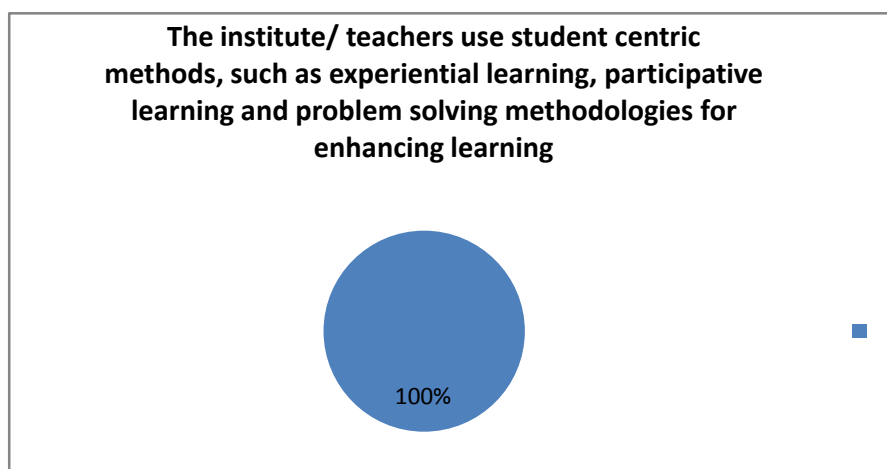 The institute/ teachers use student centric
methods, such as experiential learning, participative
learning and problem solving methodologies for
enhancing learning
100%